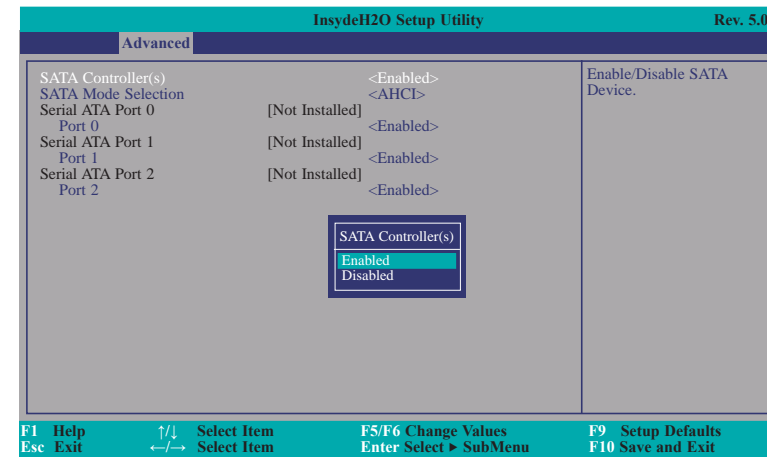 InsydeH2O Setup Utility Rev. 5.0
Advanced
SATA Controller(s) <Enabled>
SATA Mode Selection <AHCI>
Serial ATA Port 0 [Not Installed]
Port 0 <Enabled>
Serial ATA Port 1 [Not Installed]
Port 1 <Enabled>
Serial ATA Port 2 [Not Installed]
Port 2 <Enabled>
Enable/Disable SATA
Device.
SATA Controller(s)
Enabled
Disabled
F1 Help ↑/↓ Select Item F5/F6 Change Values F9 Setup Defaults
Esc Exit ←/→ Select Item Enter Select ► SubMenu F10 Save and Exit